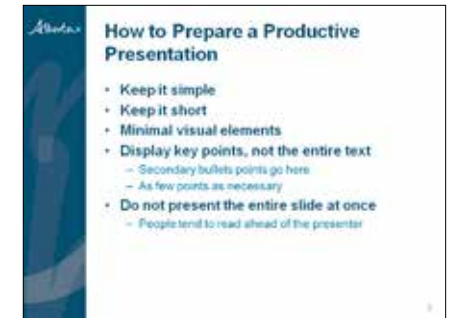 Alberta
How to Prepare a Productive
Presentation
• Keep it simple
• Keep it short
• Minimal visual elements
• Display key points, not the entire text
– Secondary bullets points go here
– As few points as necessary
• Do not present the entire slide at once
– People tend to read ahead of the presenter